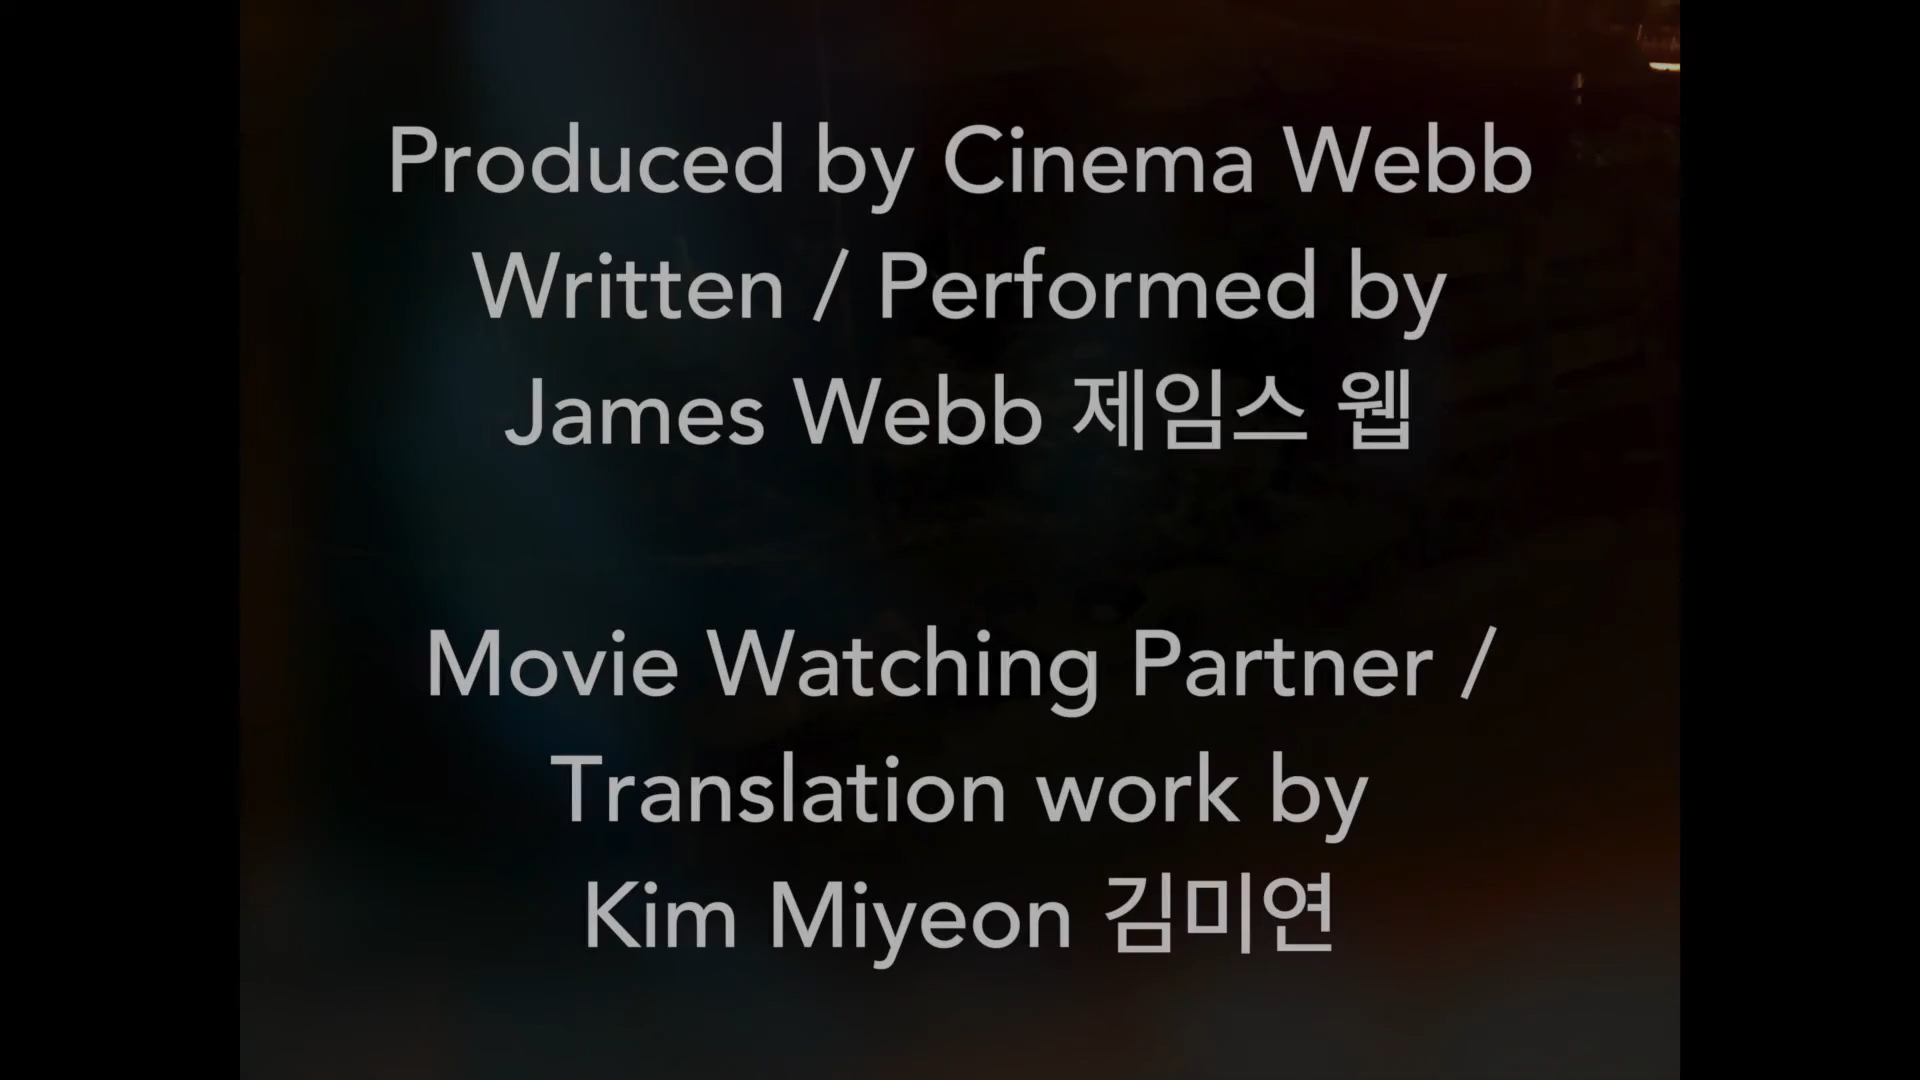 Produced by Cinema Webb
Written / Performed by
James Webb 제임스 웹
Movie Watching Partner /
Translation work by
Kim Miyeon 김미연